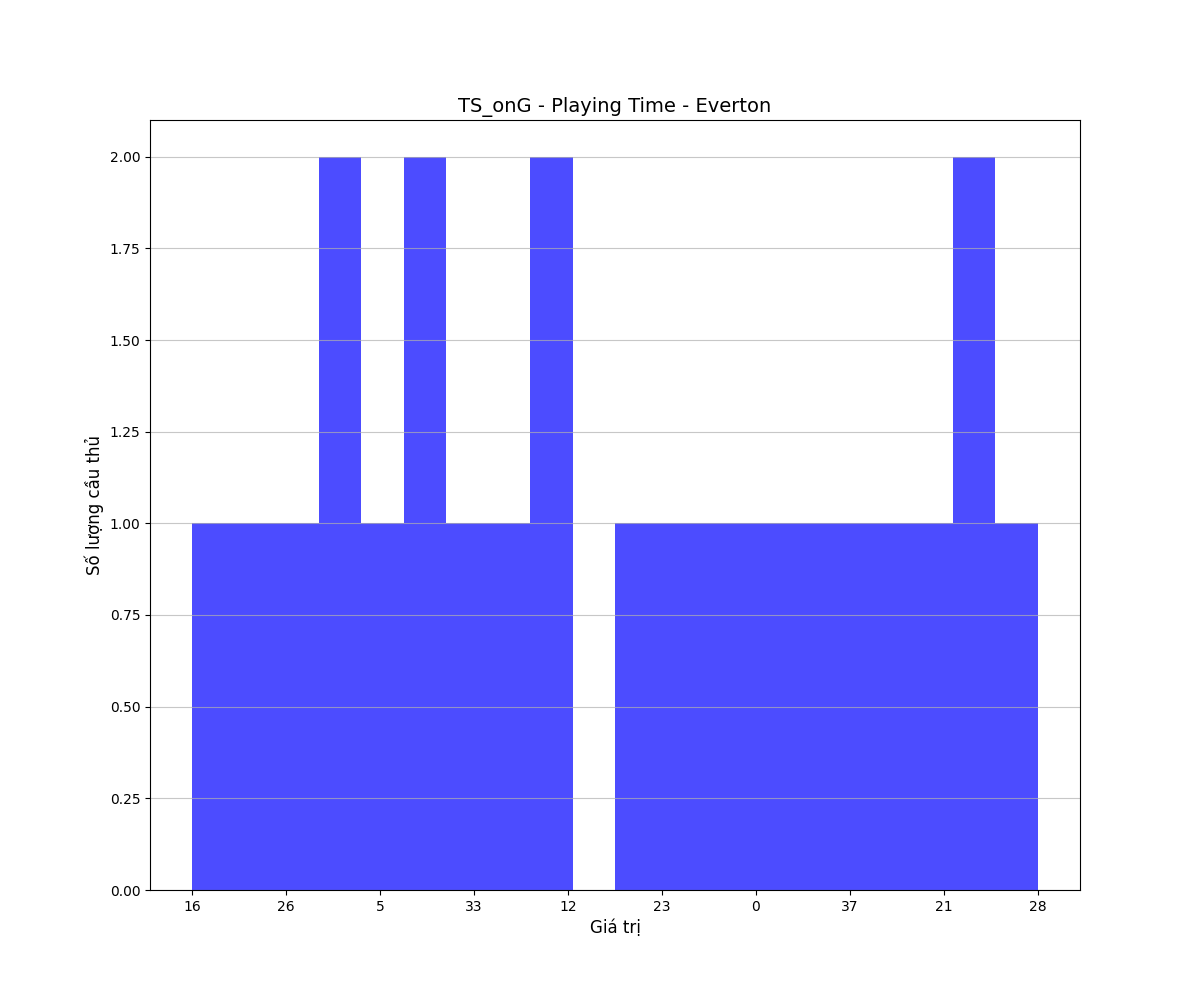 TS_onG - Playing Time - Everton
Số lượng cầu thủ
2.00
1.75
1.50
1.25
1.00
0.75
0.50
0.25
0.00
16 26 5 33 12 23 0 37 21 28
Giá trị